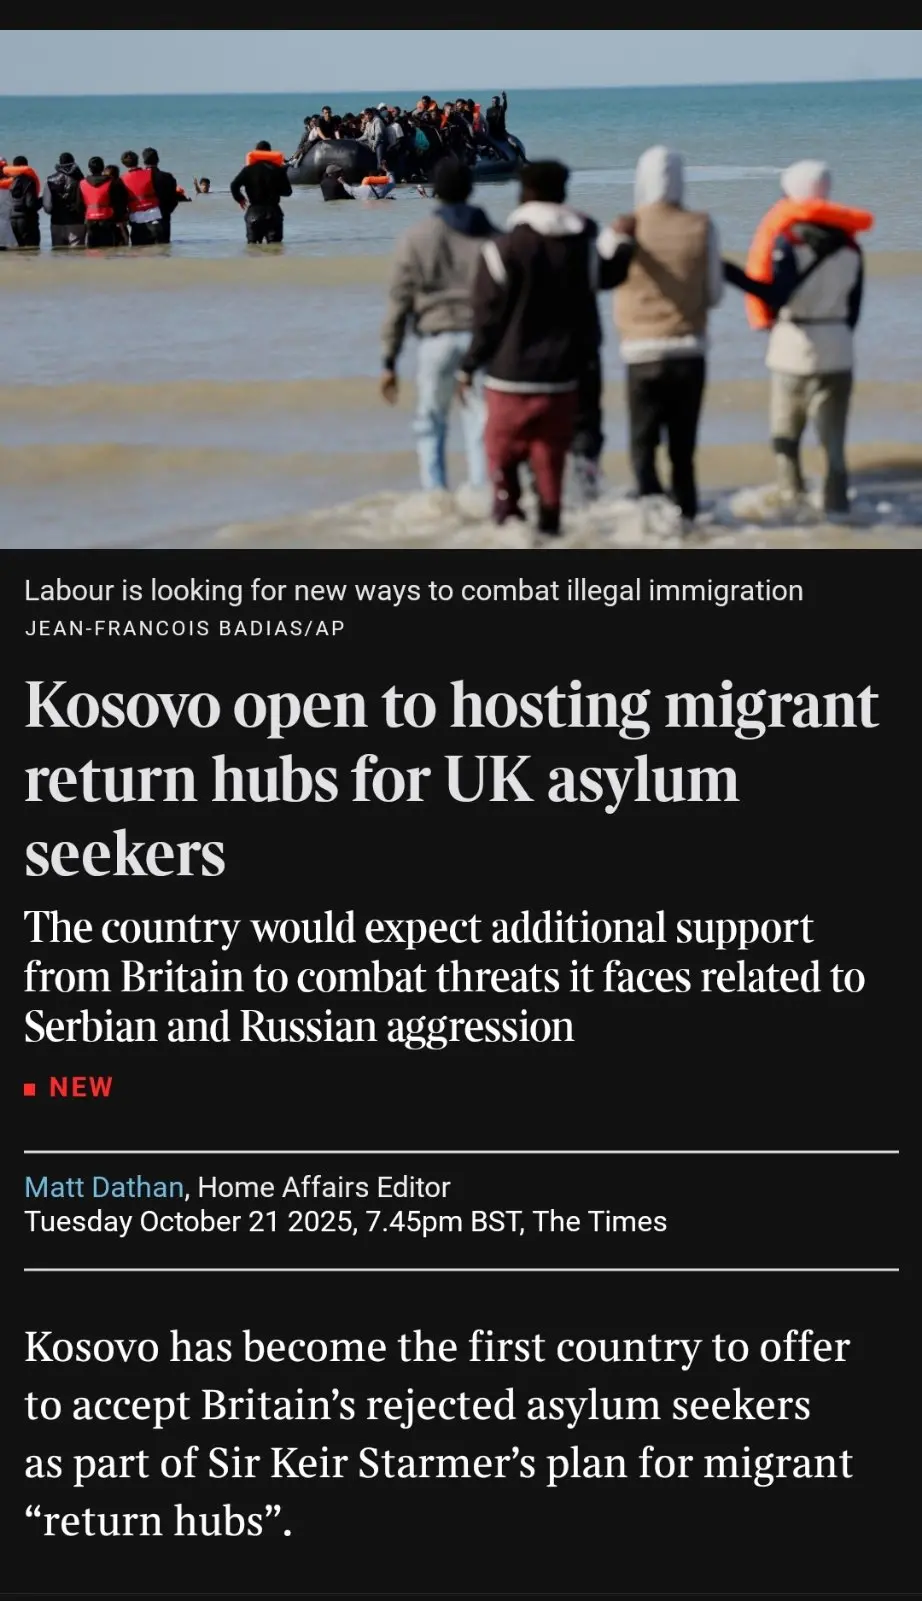 Labour is looking for new ways to combat illegal immigration
JEAN-FRANCOIS BADIAS/AP
Kosovo open to hosting migrant
return hubs for UK asylum
seekers
The country would expect additional support
from Britain to combat threats it faces related to
Serbian and Russian aggression
NEW
Matt Dathan, Home Affairs Editor
Tuesday October 21 2025, 7.45pm BST, The Times
Kosovo has become the first country to offer
to accept Britain’s rejected asylum seekers
as part of Sir Keir Starmer’s plan for migrant
“return hubs”.